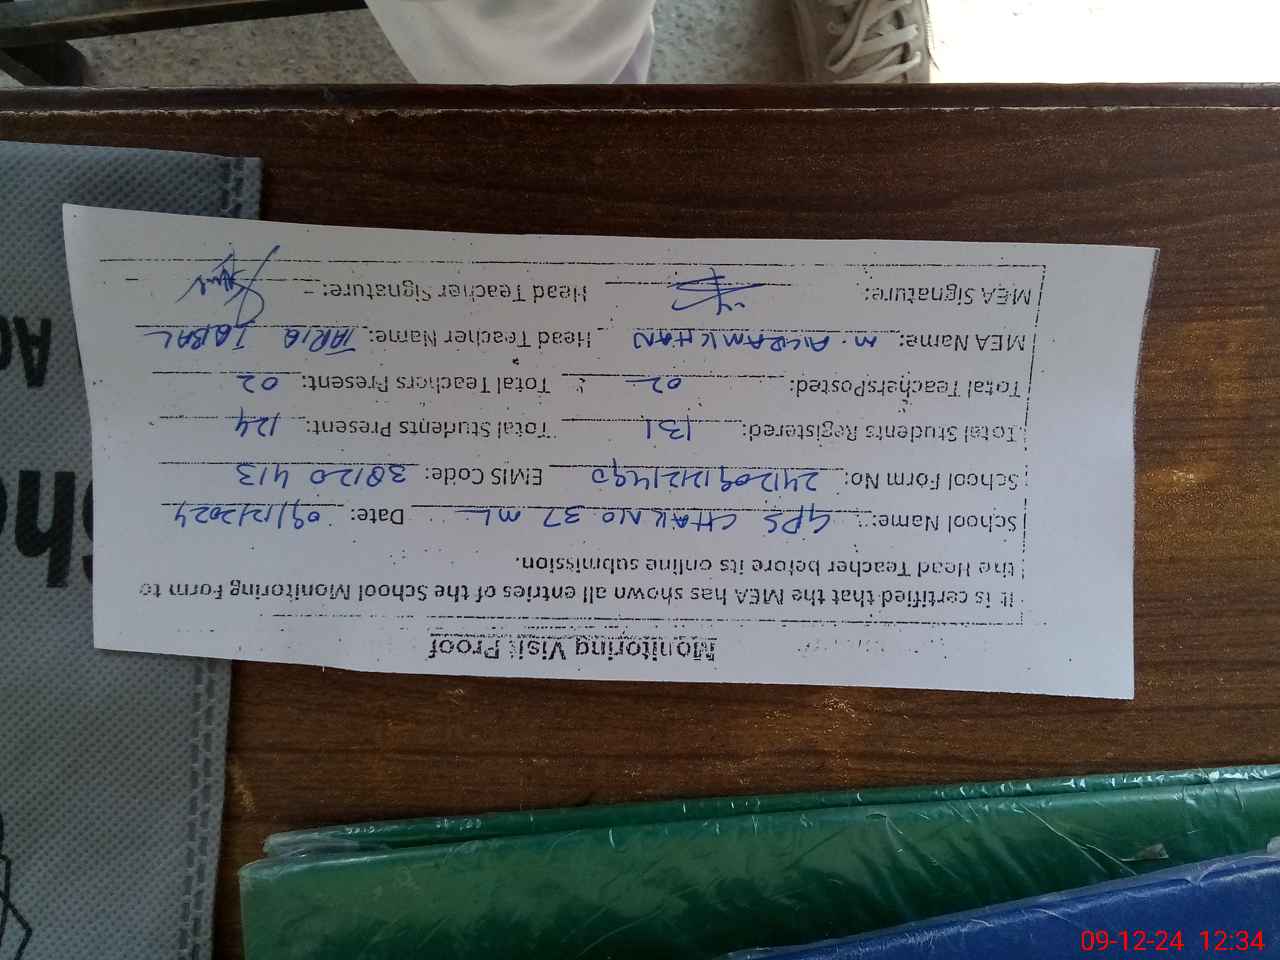 Monitoring Visit Proof
It is certified that the MEA has shown all entries of the School Monitoring Form to
the Head Teacher before its online submission.
School Name: GPS CHAK NO 37 ML Date: 09/12/2024
School Form No: 241209121490 EMIS Code: 38120413
Total Students Registered: 131 Total Students Present: 124
Total TeachersPosted: 02 Total Teachers Present: 02
MEA Name: M. AKRAM KHAN Head Teacher Name: TARIQ IQBAL
MEA Signature: Head Teacher Signature:
09-12-24 12:34